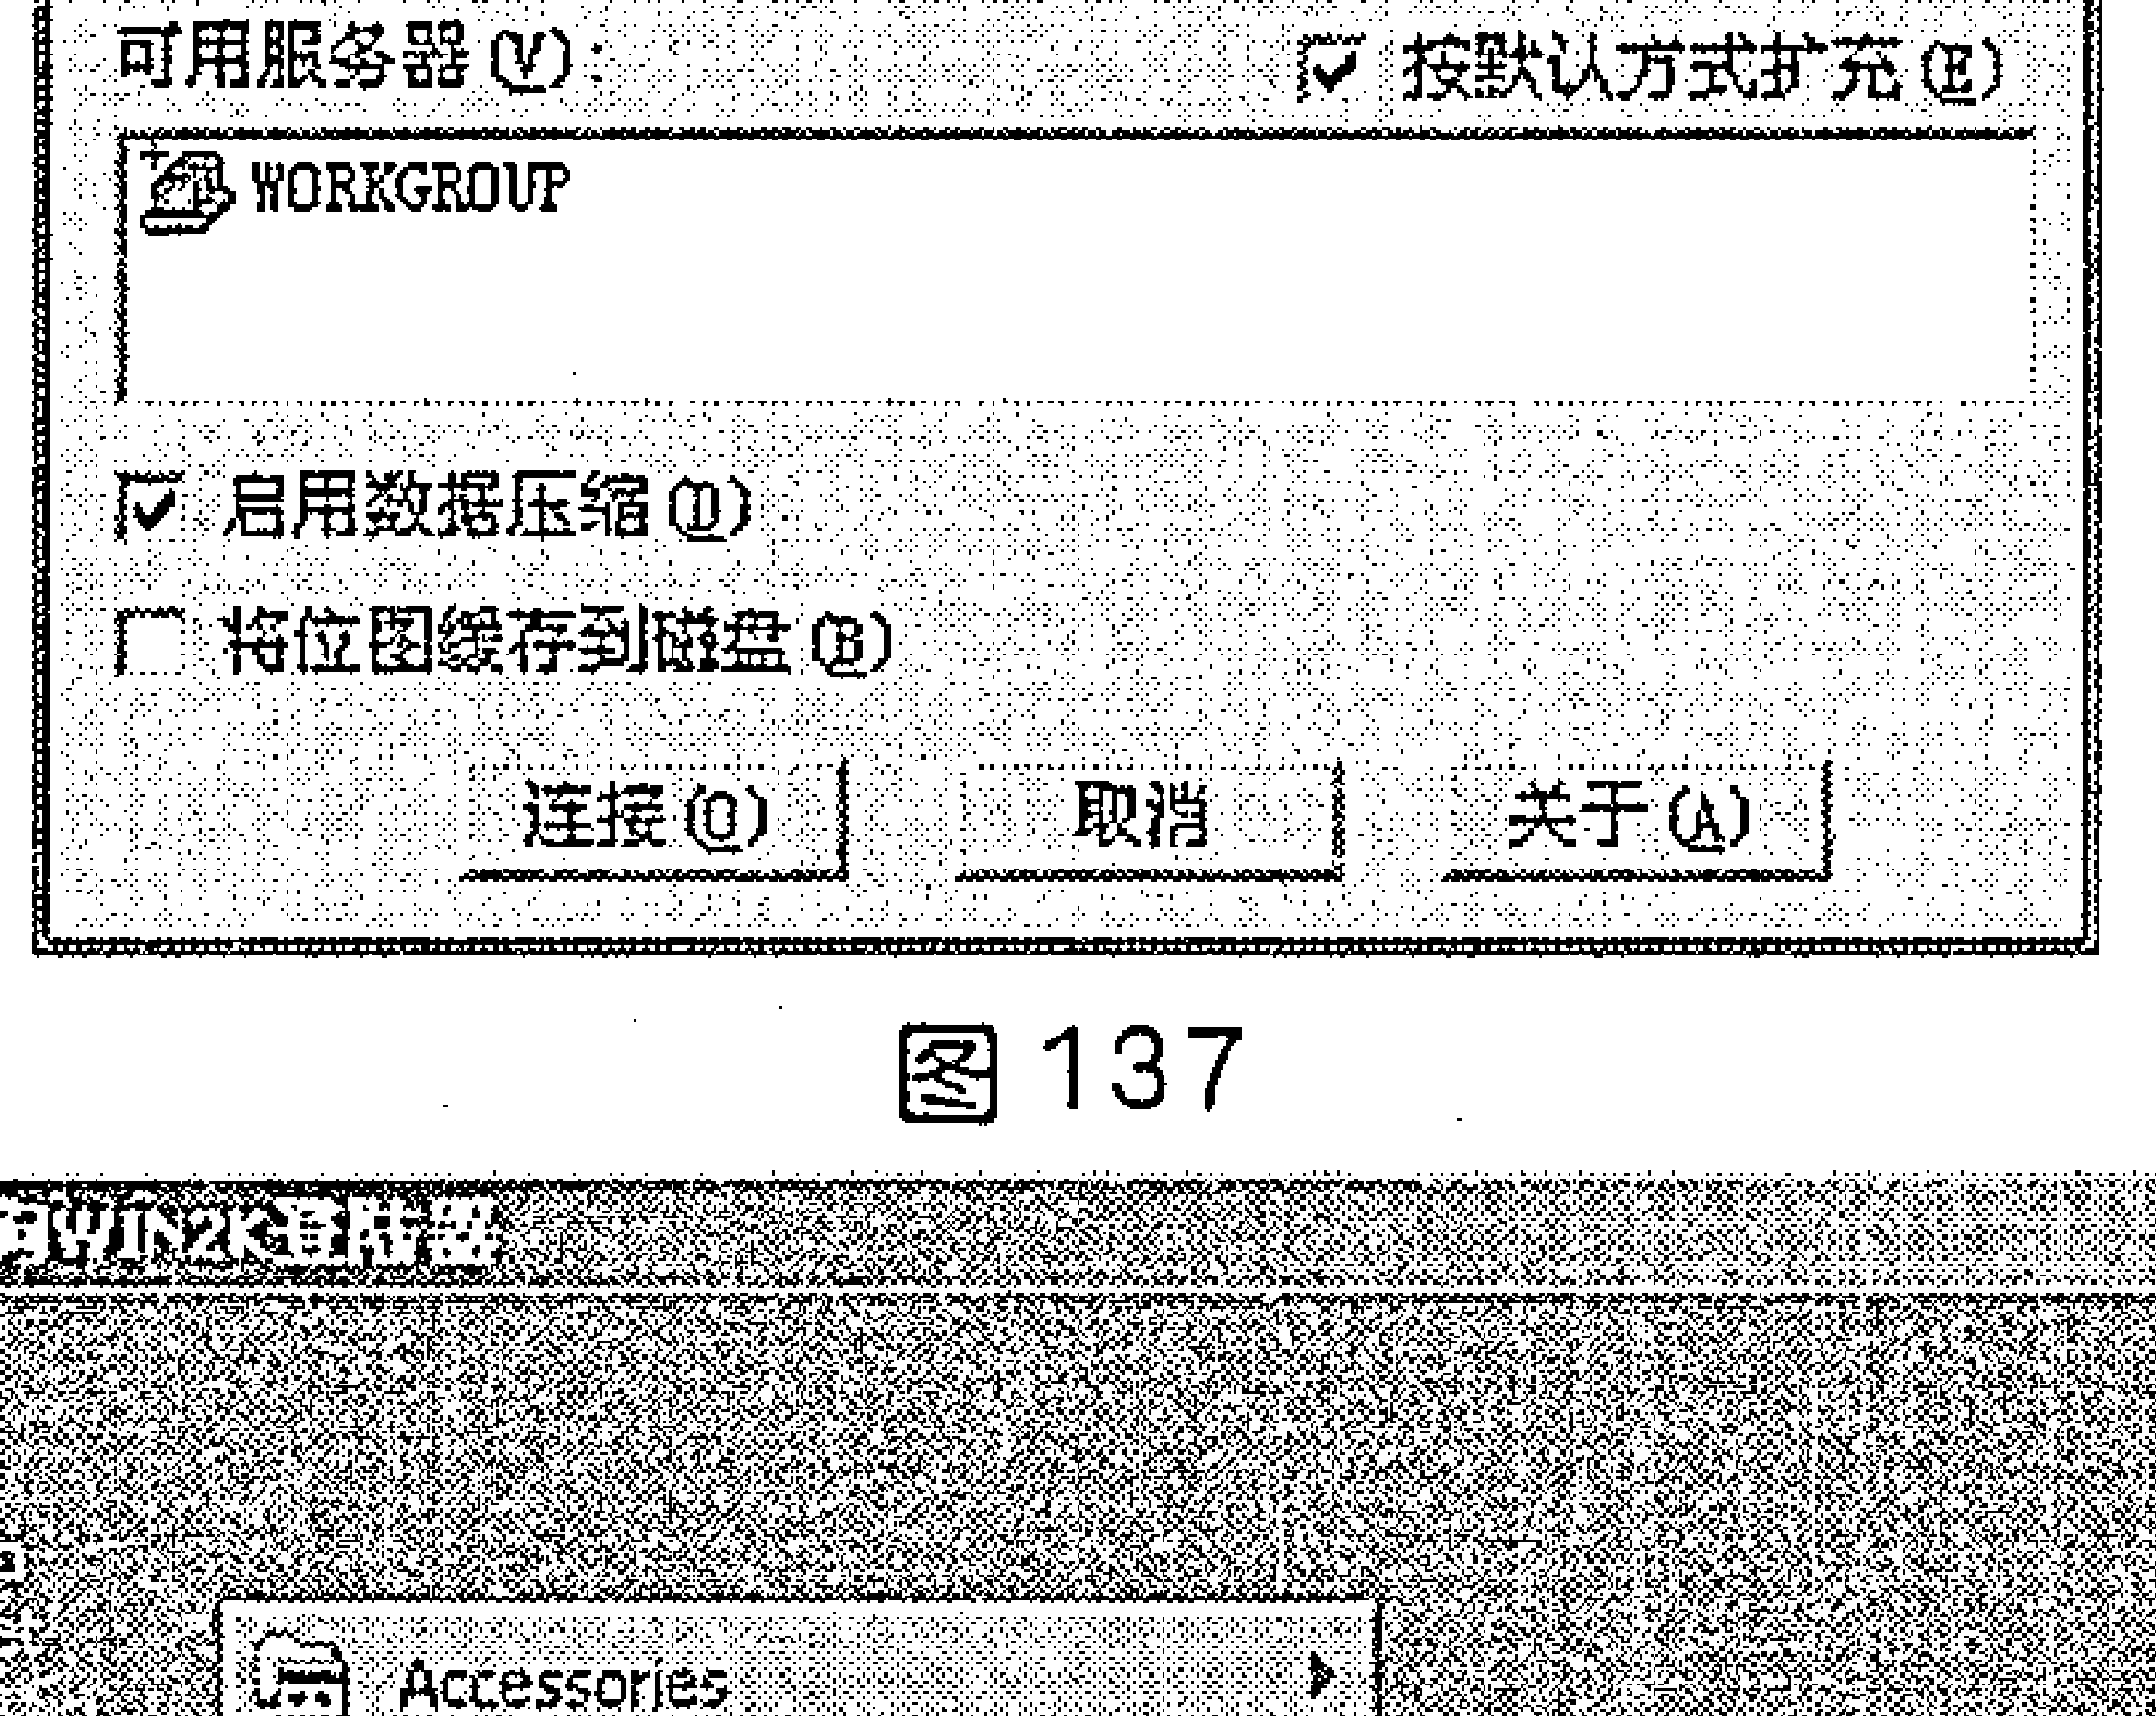 可用服务器(V):
按默认方式扩充(E)
WORKGROUP
启用数据压缩(D)
将位图缓存到磁盘(B)
连接(O)
取消
关于(A)
图 137
WIN2K
Accessories